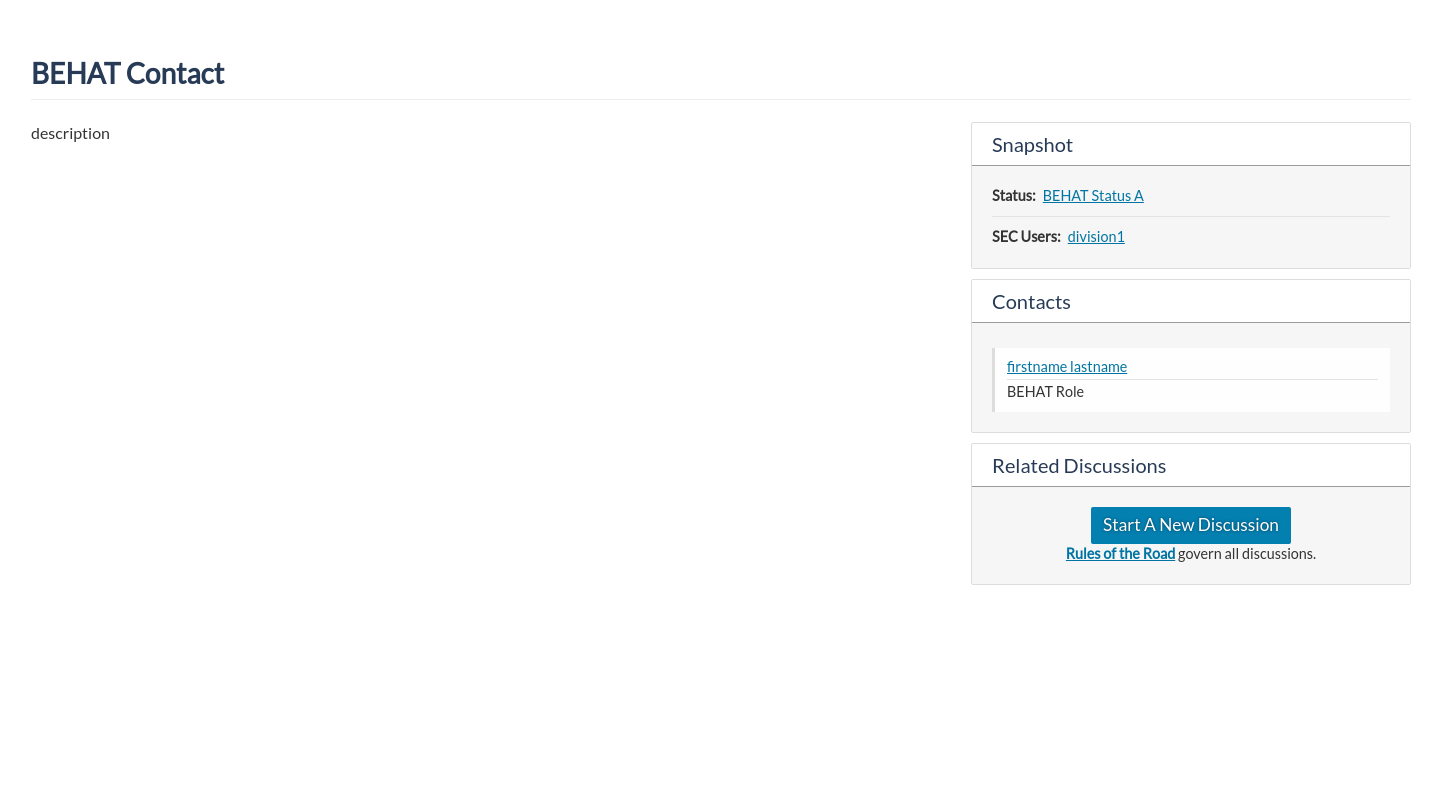 BEHAT Contact
description
Snapshot
Status: BEHAT Status A
SEC Users: division1
Contacts
firstname lastname
BEHAT Role
Related Discussions
Start A New Discussion
Rules of the Road govern all discussions.